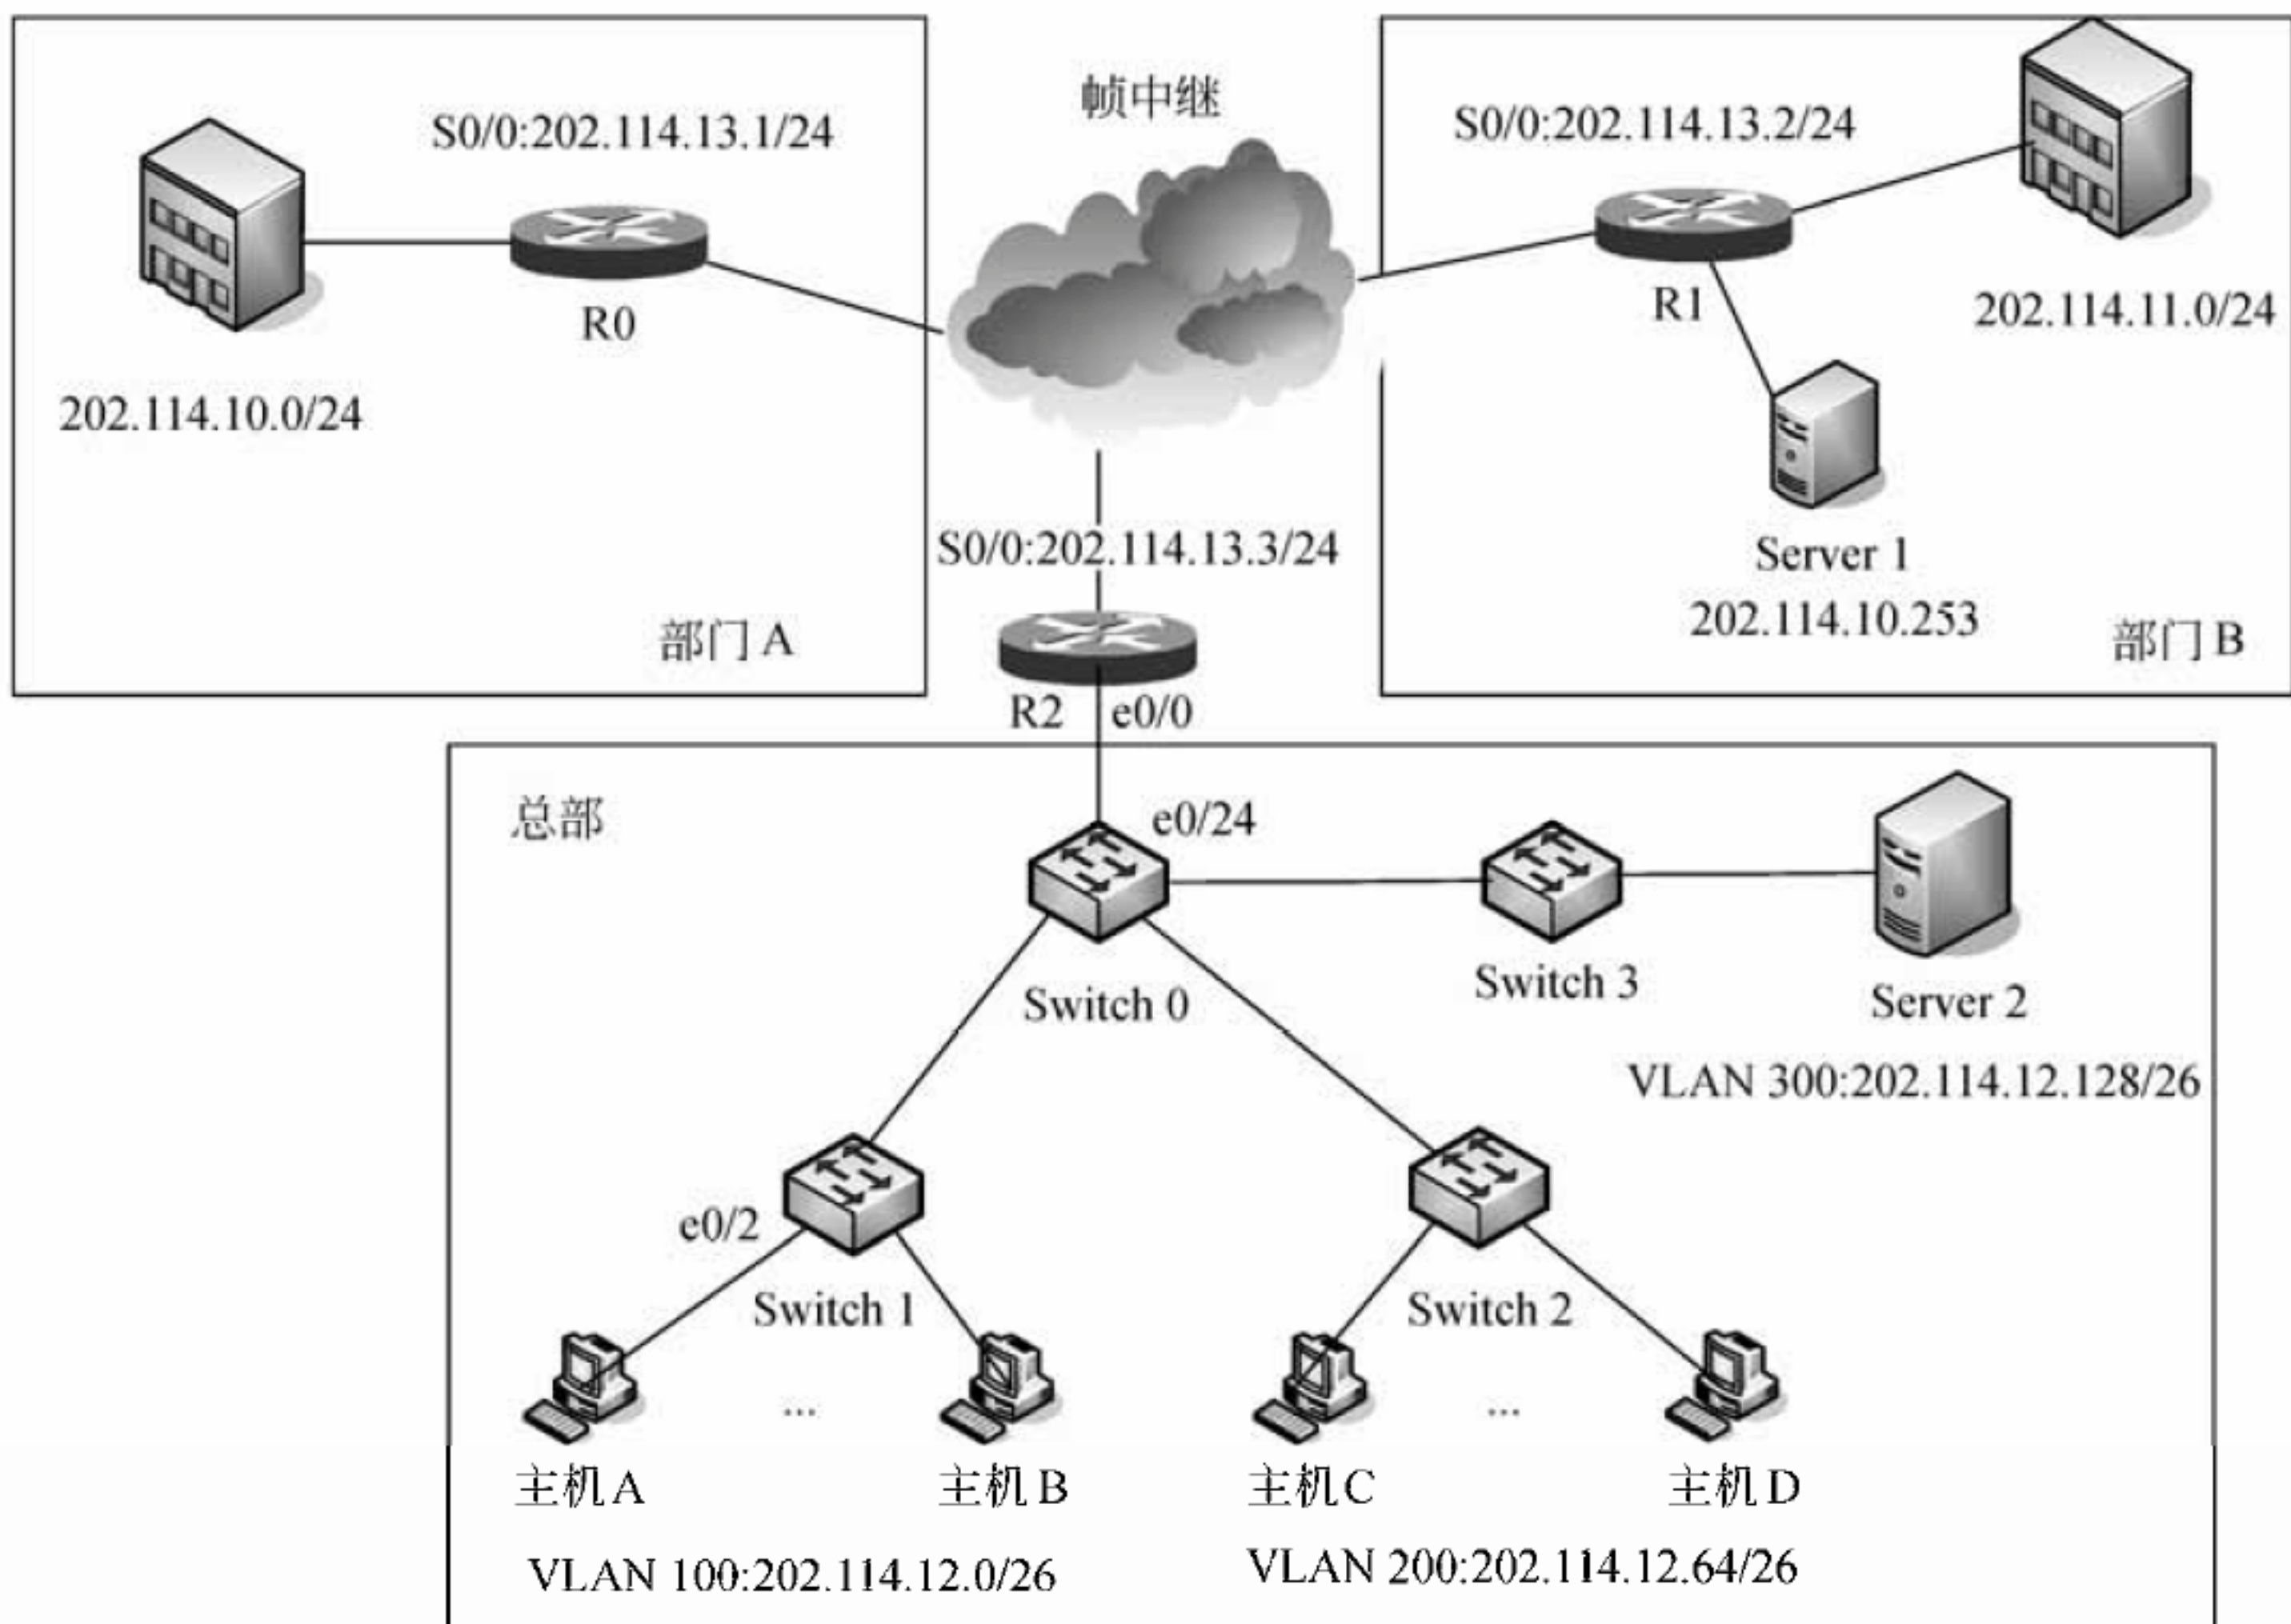 帧中继
S0/0:202.114.13.1/24
S0/0:202.114.13.2/24
R0
R1
202.114.11.0/24
202.114.10.0/24
S0/0:202.114.13.3/24
Server 1
202.114.10.253
部门 A
部门 B
R2
e0/0
总部
e0/24
Switch 0
Switch 3
Server 2
VLAN 300:202.114.12.128/26
e0/2
Switch 1
Switch 2
...
...
主机A
主机B
主机C
主机D
VLAN 100:202.114.12.0/26
VLAN 200:202.114.12.64/26